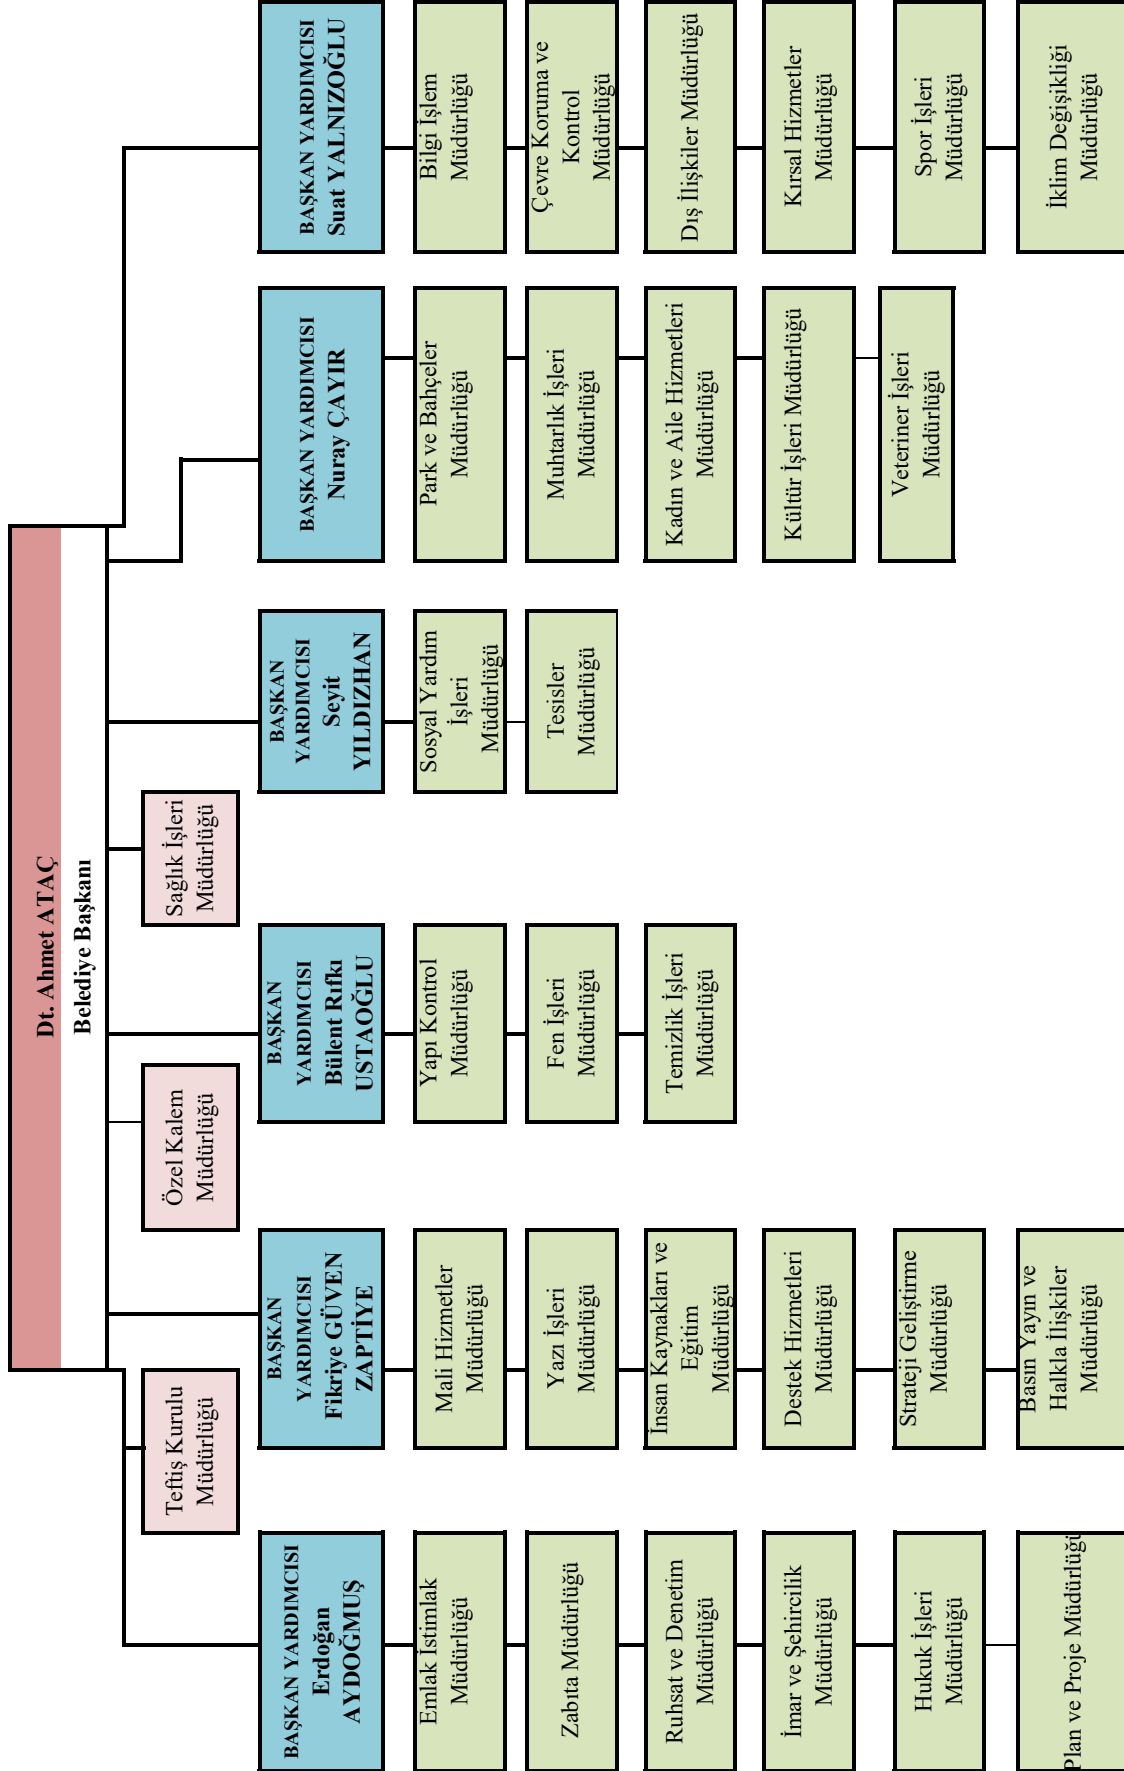 Dt. Ahmet ATAÇ
Belediye Başkanı
Teftiş Kurulu
Müdürlüğü
Özel Kalem
Müdürlüğü
Sağlık İşleri
Müdürlüğü
BAŞKAN YARDIMCISI
Erdoğan
AYDOĞMUŞ
Emlak İstimlak
Müdürlüğü
Zabıta Müdürlüğü
Ruhsat ve Denetim
Müdürlüğü
İmar ve Şehircilik
Müdürlüğü
Hukuk İşleri
Müdürlüğü
Plan ve Proje Müdürlüğü
BAŞKAN
YARDIMCISI
Fikriye GÜVEN
ZAPTİYE
Mali Hizmetler
Müdürlüğü
Yazı İşleri
Müdürlüğü
İnsan Kaynakları ve
Eğitim
Müdürlüğü
Destek Hizmetleri
Müdürlüğü
Strateji Geliştirme
Müdürlüğü
Basın Yayın ve
Halkla İlişkiler
Müdürlüğü
BAŞKAN
YARDIMCISI
Bülent Rıfkı
USTAOĞLU
Yapı Kontrol
Müdürlüğü
Fen İşleri
Müdürlüğü
Temizlik İşleri
Müdürlüğü
BAŞKAN
YARDIMCISI
Seyit
YILDIZHAN
Sosyal Yardım
İşleri
Müdürlüğü
Tesisler
Müdürlüğü
BAŞKAN YARDIMCISI
Nuray ÇAYIR
Park ve Bahçeler
Müdürlüğü
Muhtarlık İşleri
Müdürlüğü
Kadın ve Aile Hizmetleri
Müdürlüğü
Kültür İşleri Müdürlüğü
Veteriner İşleri
Müdürlüğü
BAŞKAN YARDIMCISI
Suat YALNIZOĞLU
Bilgi İşlem
Müdürlüğü
Çevre Koruma ve
Kontrol
Müdürlüğü
Dış İlişkiler Müdürlüğü
Kırsal Hizmetler
Müdürlüğü
Spor İşleri
Müdürlüğü
İklim Değişikliği
Müdürlüğü